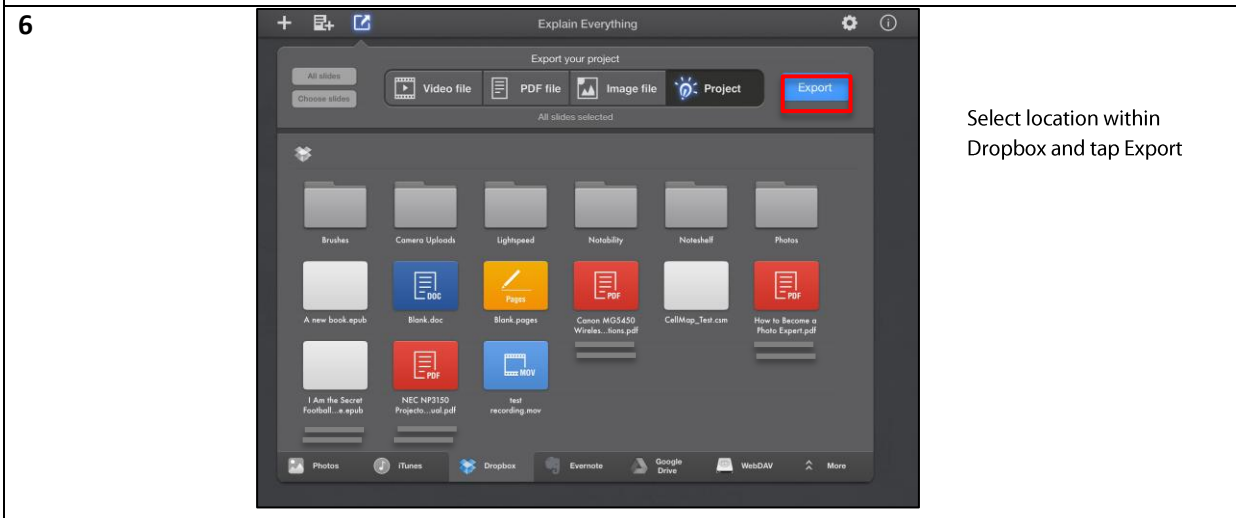 6
Explain Everything
Export your project
All slides
Choose slides
Video file
PDF file
Image file
Project
Export
All slides selected
Select location within
Dropbox and tap Export
Brushes
Camera Uploads
Lightspeed
Notability
Noteshelf
Photos
DOC
Pages
PDF
PDF
A new book.epub
Blank.doc
Blank.pages
Canon MG5450
Wireles...tions.pdf
CellMap_Test.csm
How to Become a
Photo Expert.pdf
PDF
MOV
I Am the Secret
Football...e.epub
NEC NP3150
Projecto...ual.pdf
test
recording.mov
Photos
iTunes
Dropbox
Evernote
Google
Drive
WebDAV
More